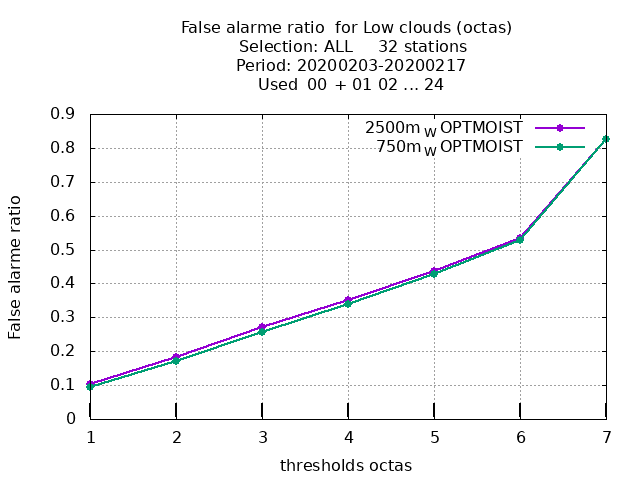 False alarme ratio  for Low clouds (octas)
Selection: ALL     32 stations
Period: 20200203-20200217
Used  00  + 01 02 ... 24
2500m W OPTMOIST
750m W OPTMOIST
0.9
0.8
0.7
0.6
0.5
0.4
0.3
0.2
0.1
0
False alarme ratio
1 2 3 4 5 6 7
thresholds octas